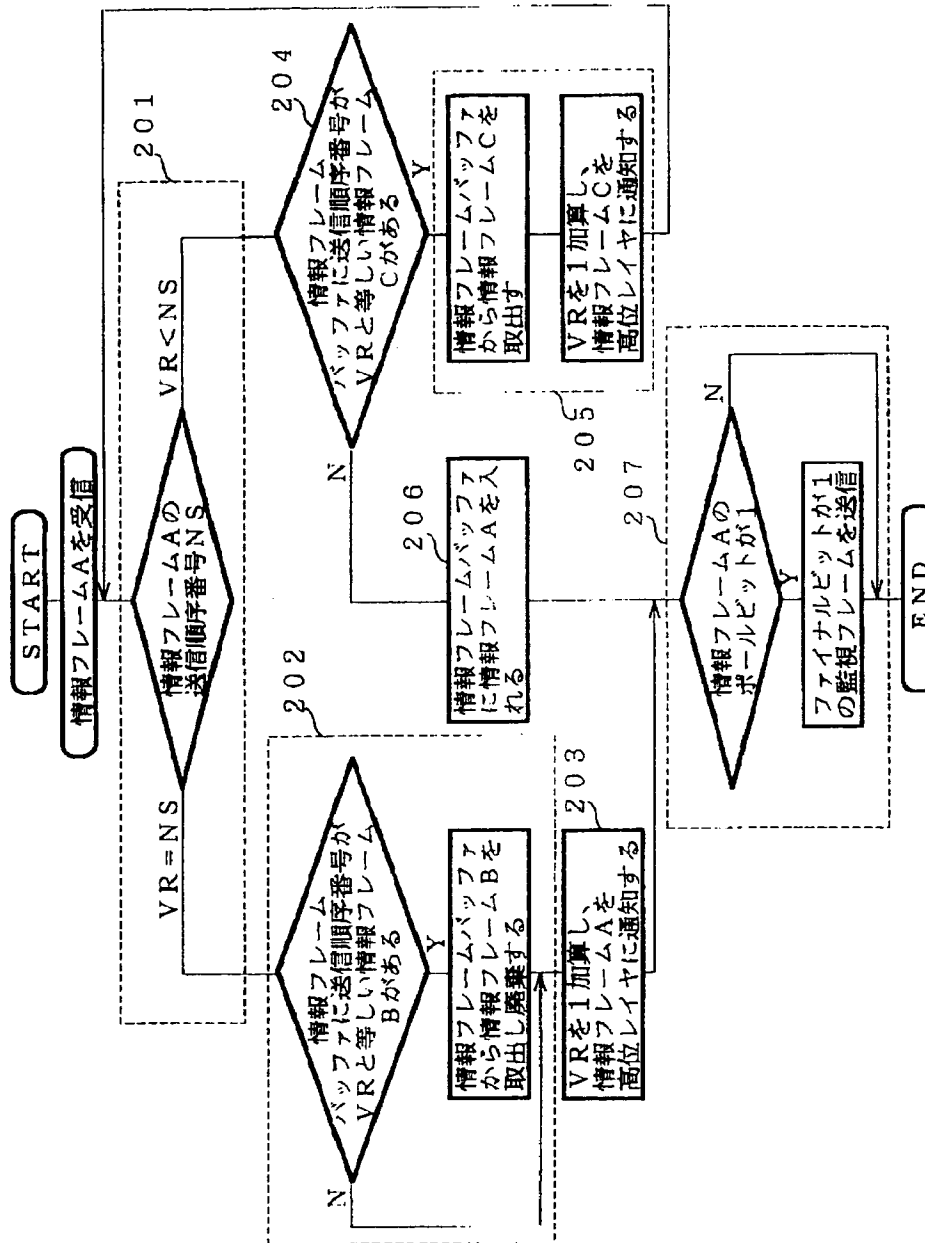 START
情報フレームAを受信
201
情報フレームAの
送信順序番号NS
VR=NS
VR<NS
202
情報フレーム
バッファに送信順序番号が
VRと等しい情報フレーム
Bがある
N
Y
情報フレームバッファ
から情報フレームBを
取出し廃棄する
203
VRを1加算し、
情報フレームAを
高位レイヤに通知する
204
情報フレーム
バッファに送信順序番号が
VRと等しい情報フレーム
Cがある
N
Y
205
情報フレームバッファ
から情報フレームCを
取出す
VRを1加算し、
情報フレームCを
高位レイヤに通知する
206
情報フレームバッファ
に情報フレームAを入
れる
207
情報フレームAの
ポールビットが1
N
Y
ファイナルビットが1
の監視フレームを送信
END